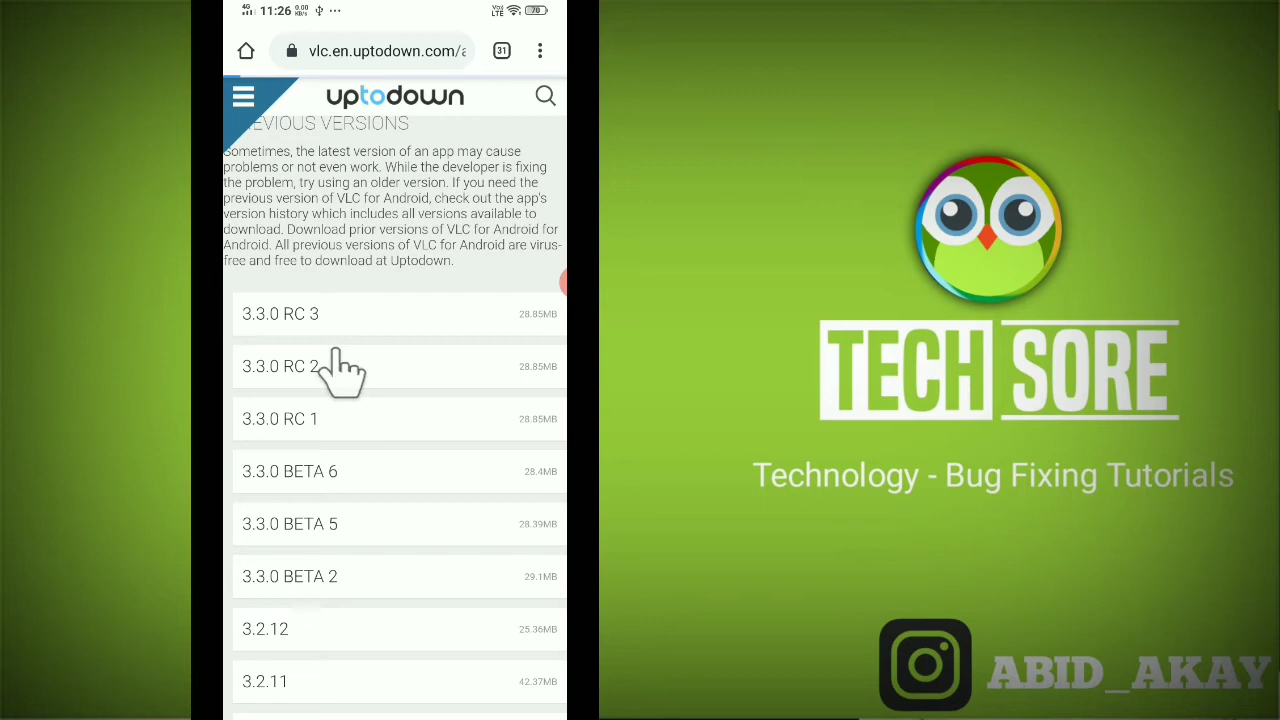 4G 11:26 0.00 KB/s ··· Vo) LTE 70
31 vlc.en.uptodown.com/a
uptodown
EVIOUS VERSIONS
Sometimes, the latest version of an app may cause
problems or not even work. While the developer is fixing
the problem, try using an older version. If you need the
previous version of VLC for Android, check out the app's
version history which includes all versions available to
download. Download prior versions of VLC for Android for
Android. All previous versions of VLC for Android are virus-
free and free to download at Uptodown.
3.3.0 RC 3 28.85MB
3.3.0 RC 2 28.85MB
3.3.0 RC 1 28.85MB
3.3.0 BETA 6 28.4MB
3.3.0 BETA 5 28.39MB
3.3.0 BETA 2 29.1MB
3.2.12 25.36MB
3.2.11 42.37MB
TECH SORE
Technology - Bug Fixing Tutorials
ABID_AKAY